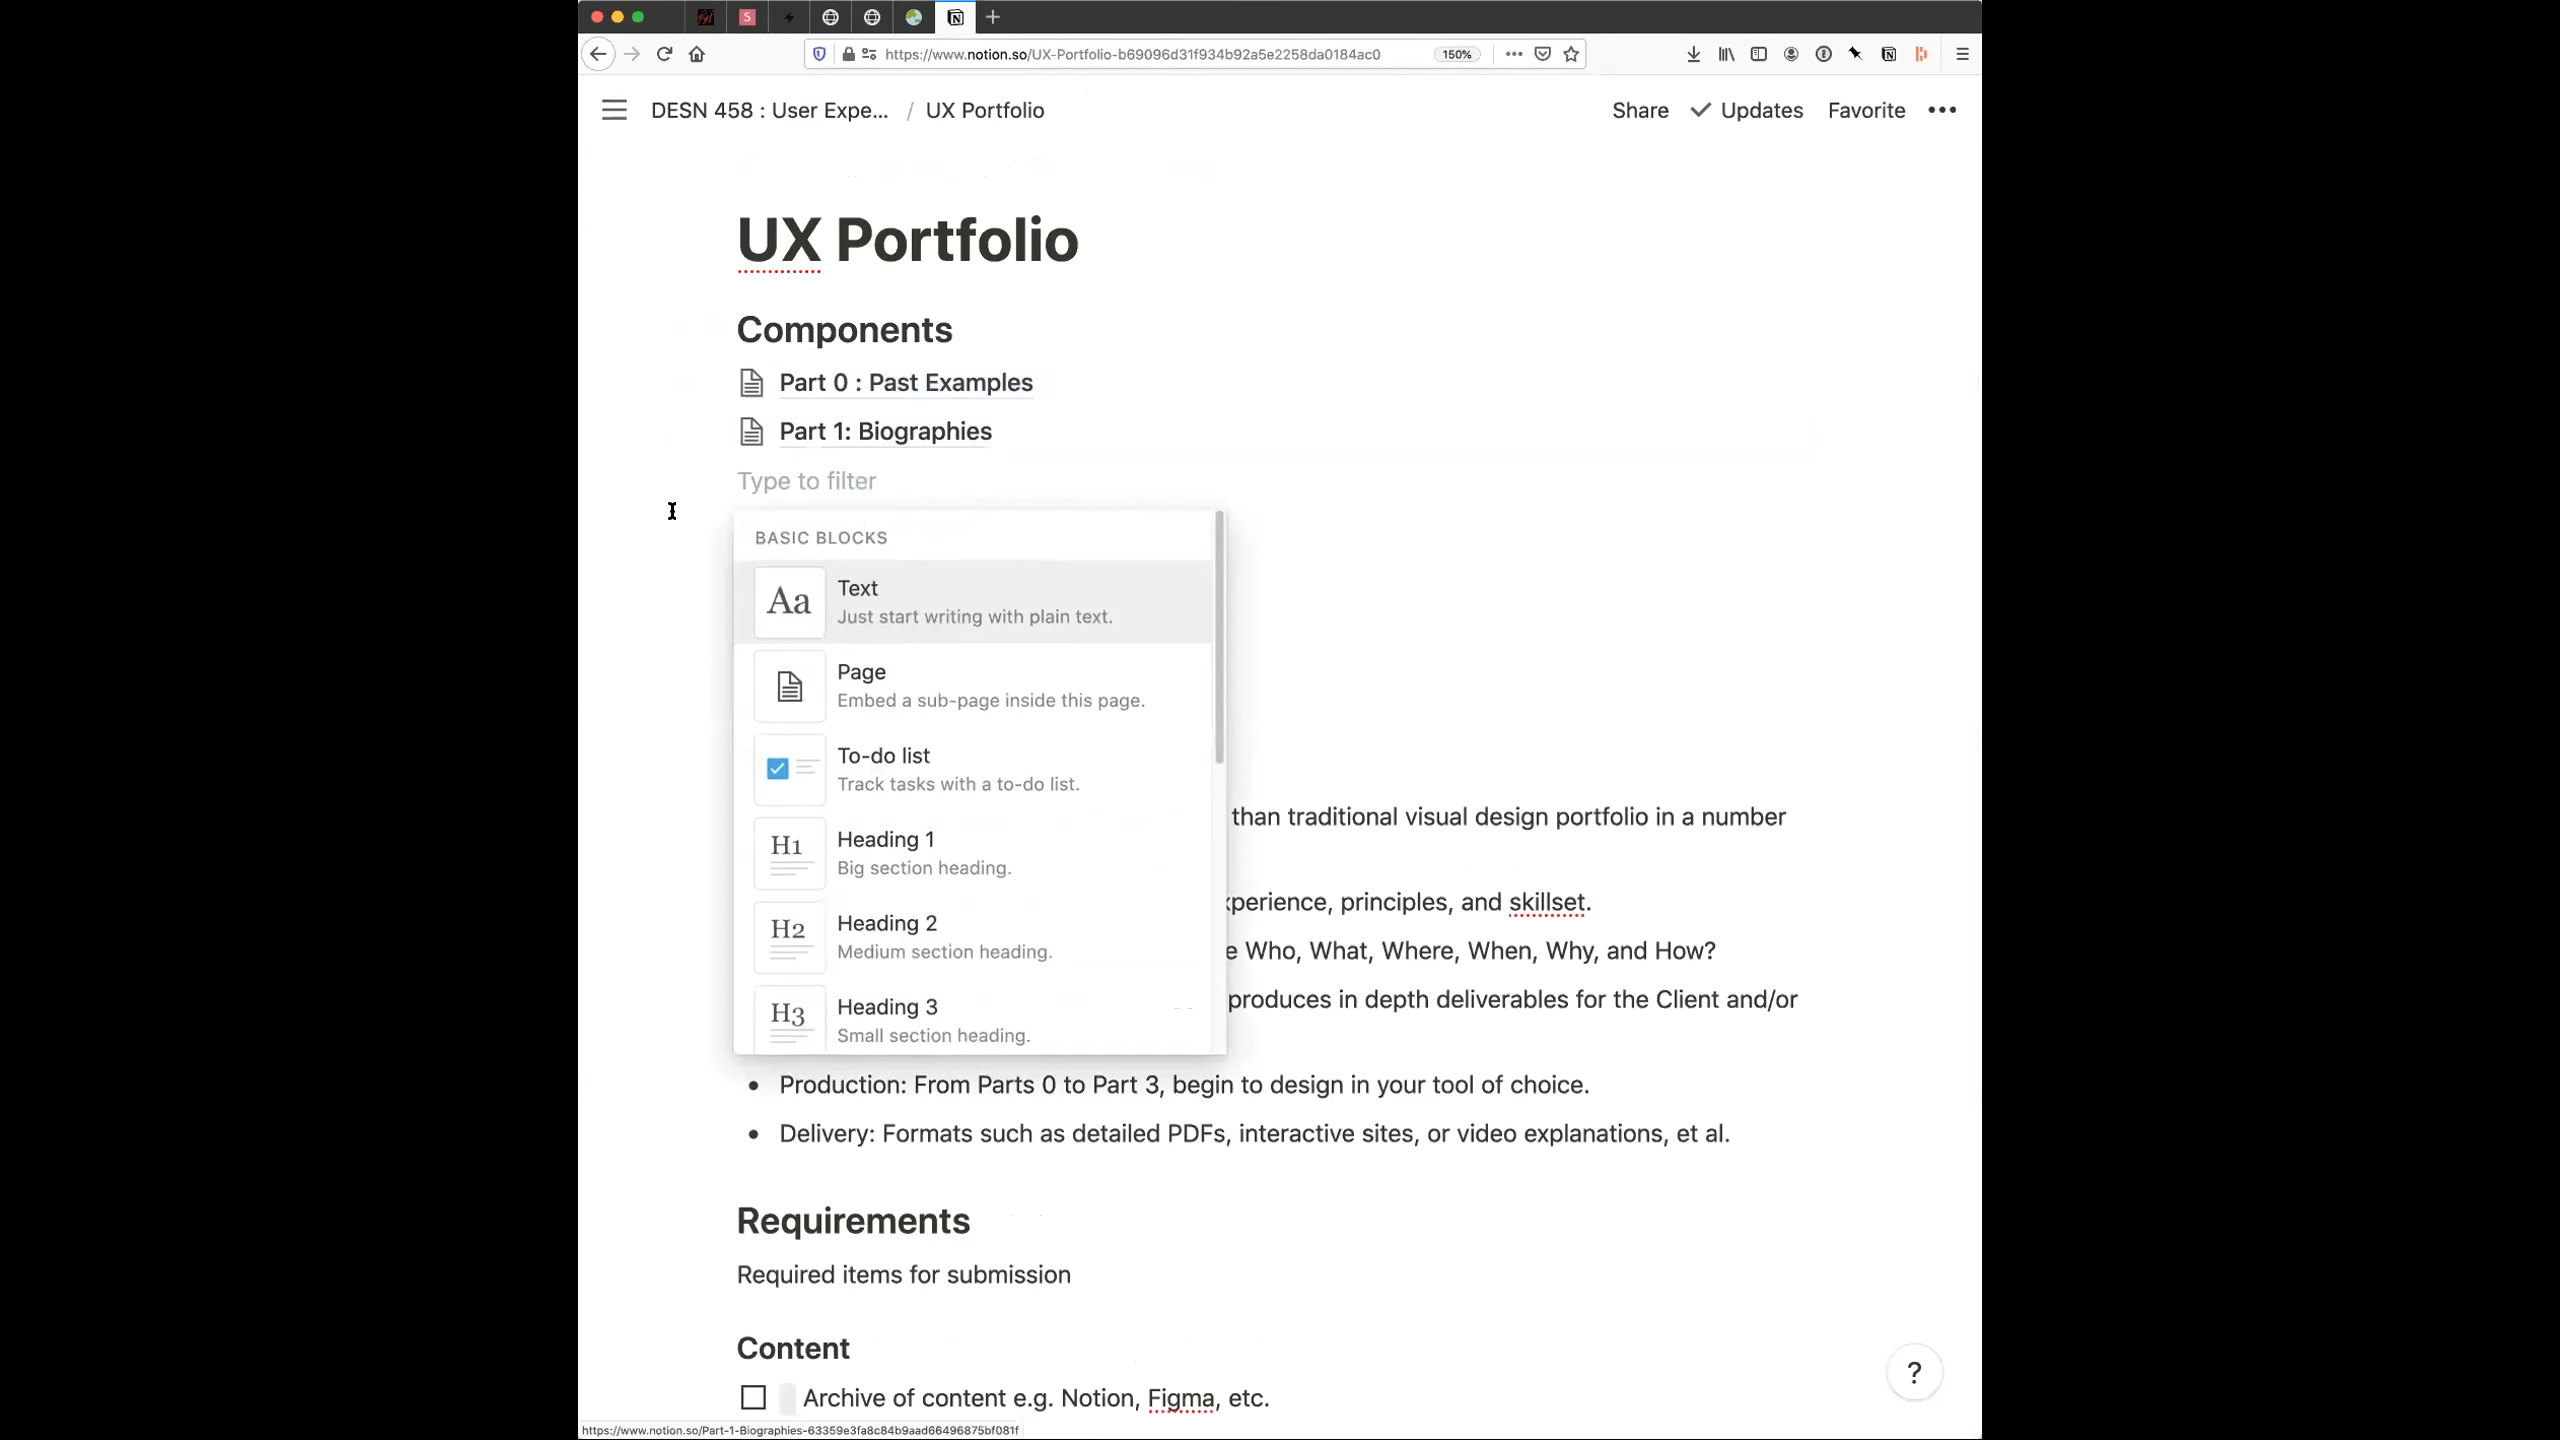 S
https://www.notion.so/UX-Portfolio-b69096d31f934b92a5e2258da0184ac0
150%
DESN 458 : User Expe... / UX Portfolio
Share
Updates
Favorite
UX Portfolio
Components
Part 0 : Past Examples
Part 1: Biographies
Type to filter
BASIC BLOCKS
Aa
Text
Just start writing with plain text.
Page
Embed a sub-page inside this page.
To-do list
Track tasks with a to-do list.
than traditional visual design portfolio in a number
H1
Heading 1
Big section heading.
xperience, principles, and skillset.
H2
Heading 2
Medium section heading.
e Who, What, Where, When, Why, and How?
H3
Heading 3
Small section heading.
produces in depth deliverables for the Client and/or
• Production: From Parts 0 to Part 3, begin to design in your tool of choice.
• Delivery: Formats such as detailed PDFs, interactive sites, or video explanations, et al.
Requirements
Required items for submission
Content
Archive of content e.g. Notion, Figma, etc.
?
https://www.notion.so/Part-1-Biographies-63359e3fa8c84b9aad66496875bf081f